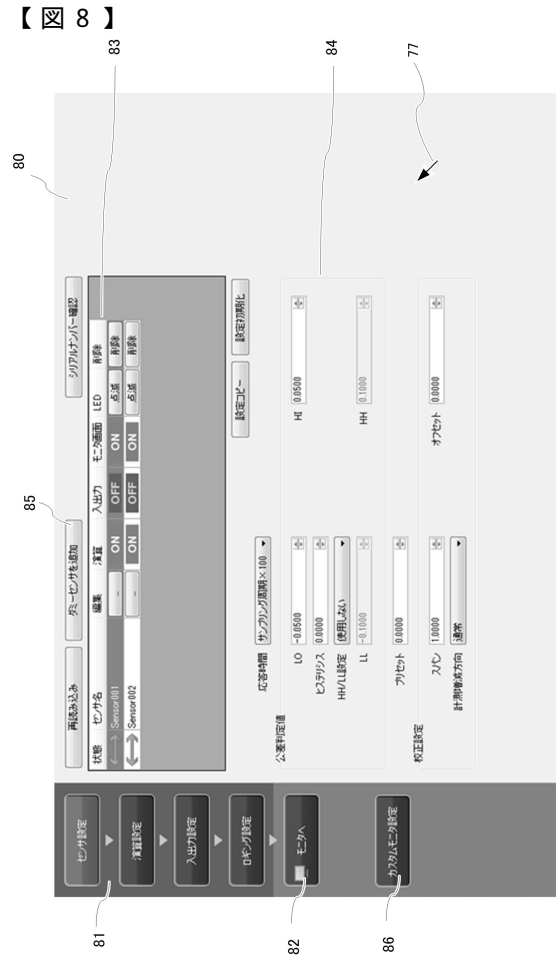 【図8】
80
83
84
77
85
81
82
86
センサ設定
演算設定
入出力設定
ロギング設定
モニタへ
カスタムモニタ設定
再読み込み
ダミーセンサを追加
シリアルナンバー確認
状態 センサ名 編集 演算 入出力 モニタ画面 LED 削除
Sensor001 ... ON OFF ON 点滅 削除
Sensor002 ... ON OFF ON 点滅 削除
設定コピー 設定初期化
応答時間 サンプリング周期×100
公差判定値
LO -0.0500 HI 0.0500
ヒステリシス 0.0000
HH/LL設定 使用しない
LL -0.1000 HH 0.1000
プリセット 0.0000
校正設定
スパン 1.0000 オフセット 0.0000
計測増減方向 通常